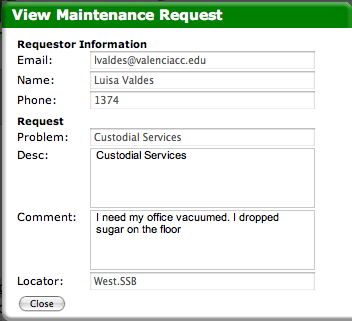 View Maintenance Request
Requestor Information
Email: lvaldes@valenciacc.edu
Name: Luisa Valdes
Phone: 1374
Request
Problem: Custodial Services
Desc: Custodial Services
Comment: I need my office vacuumed. I dropped
sugar on the floor
Locator: West.SSB
Close